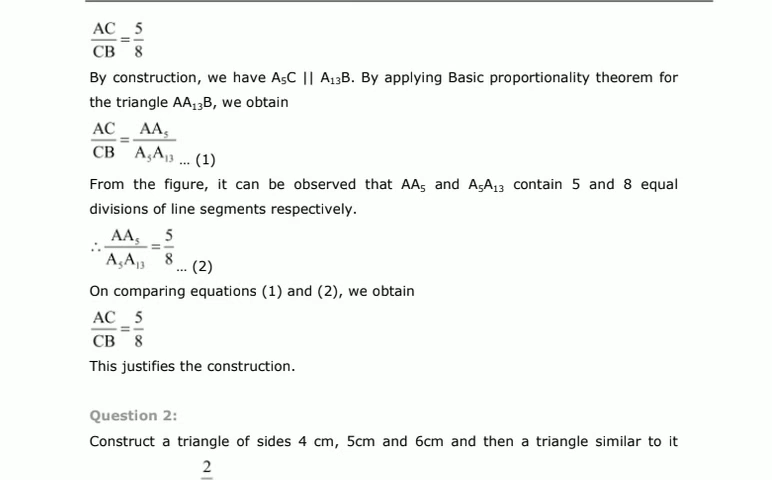 AC/CB = 5/8
By construction, we have A₅C || A₁₃B. By applying Basic proportionality theorem for
the triangle AA₁₃B, we obtain
AC/CB = AA₅/A₅A₁₃ ... (1)
From the figure, it can be observed that AA₅ and A₅A₁₃ contain 5 and 8 equal
divisions of line segments respectively.
∴ AA₅/A₅A₁₃ = 5/8 ... (2)
On comparing equations (1) and (2), we obtain
AC/CB = 5/8
This justifies the construction.
Question 2:
Construct a triangle of sides 4 cm, 5cm and 6cm and then a triangle similar to it
2